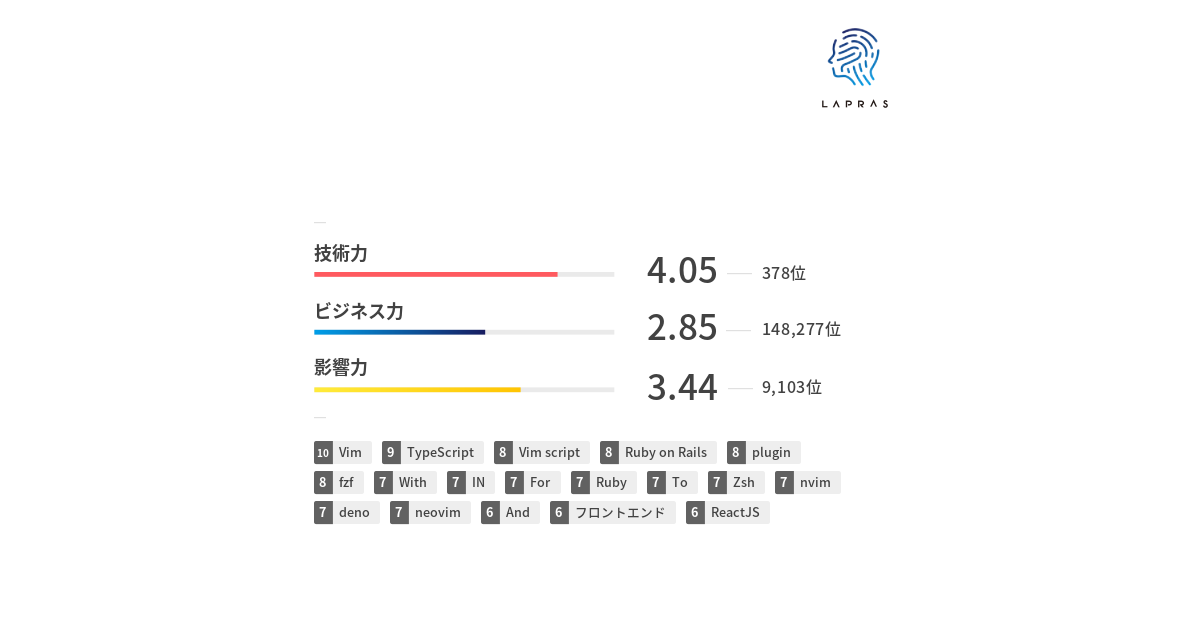 LAPRAS
技術力
4.05 378位
ビジネス力
2.85 148,277位
影響力
3.44 9,103位
10 Vim 9 TypeScript 8 Vim script 8 Ruby on Rails 8 plugin
8 fzf 7 With 7 IN 7 For 7 Ruby 7 To 7 Zsh 7 nvim
7 deno 7 neovim 6 And 6 フロントエンド 6 ReactJS